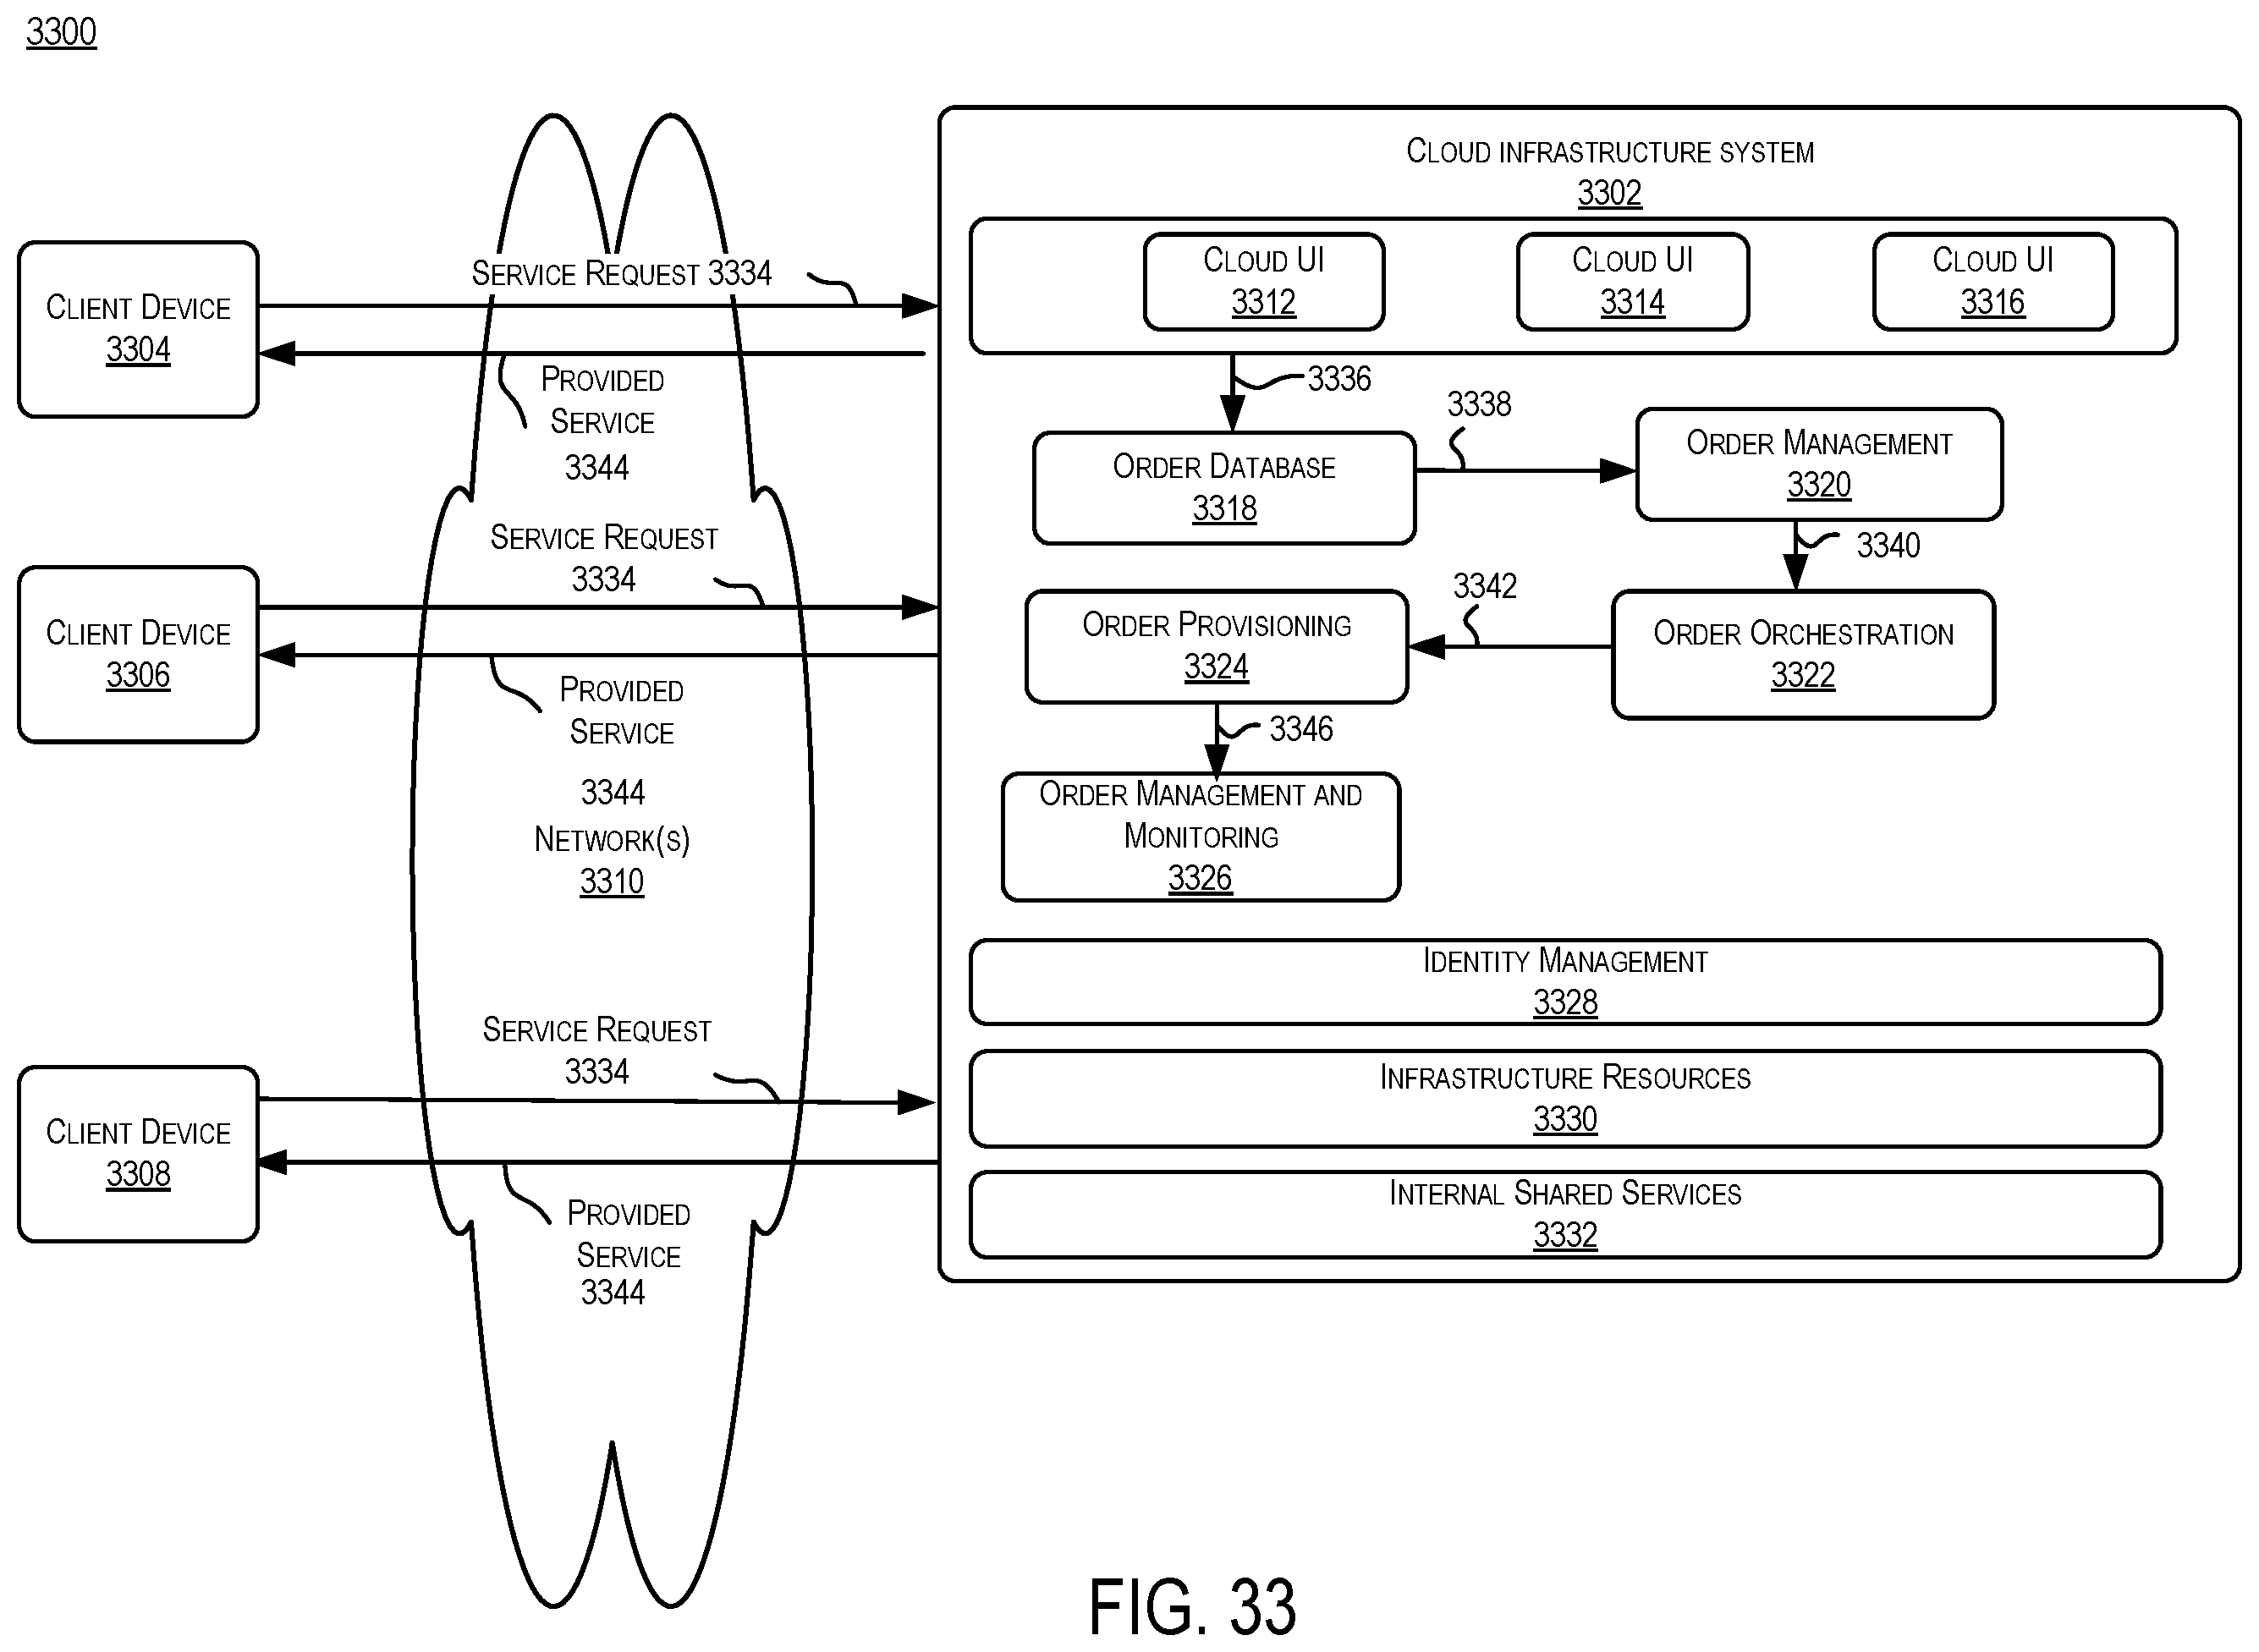 3300
Cloud infrastructure system
3302
Cloud UI
3312
Cloud UI
3314
Cloud UI
3316
Client Device
3304
Service Request 3334
Provided
Service
3344
3336
3338
Order Database
3318
Order Management
3320
3340
Client Device
3306
Service Request
3334
Provided
Service
3344
Network(s)
3310
3342
Order Provisioning
3324
Order Orchestration
3322
3346
Order Management and
Monitoring
3326
Identity Management
3328
Client Device
3308
Service Request
3334
Provided
Service
3344
Infrastructure Resources
3330
Internal Shared Services
3332
FIG. 33